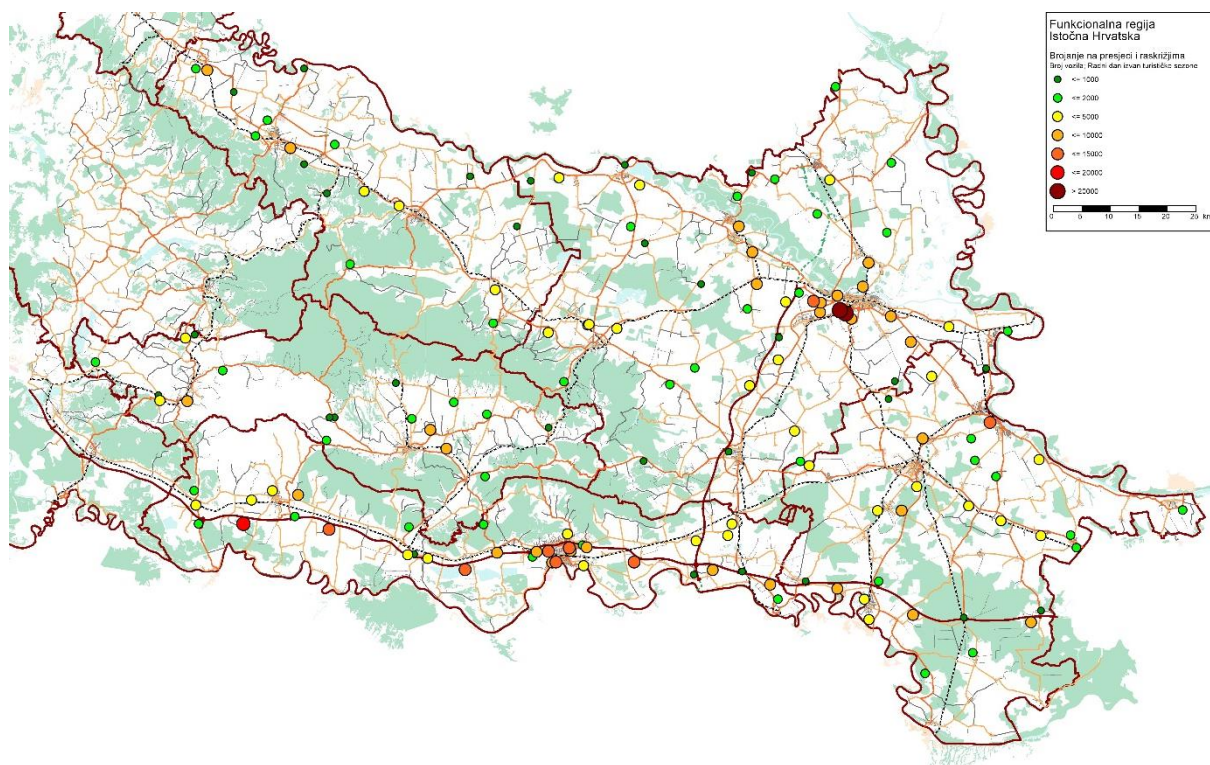 Funkcionalna regija
Istočna Hrvatska
Brojanje na presjeci i raskrižjima
Broj vozila; Radni dan izvan turističke sezone
<= 1000
<= 2000
<= 5000
<= 10000
<= 15000
<= 20000
> 20000
0 5 10 15 20 25 km